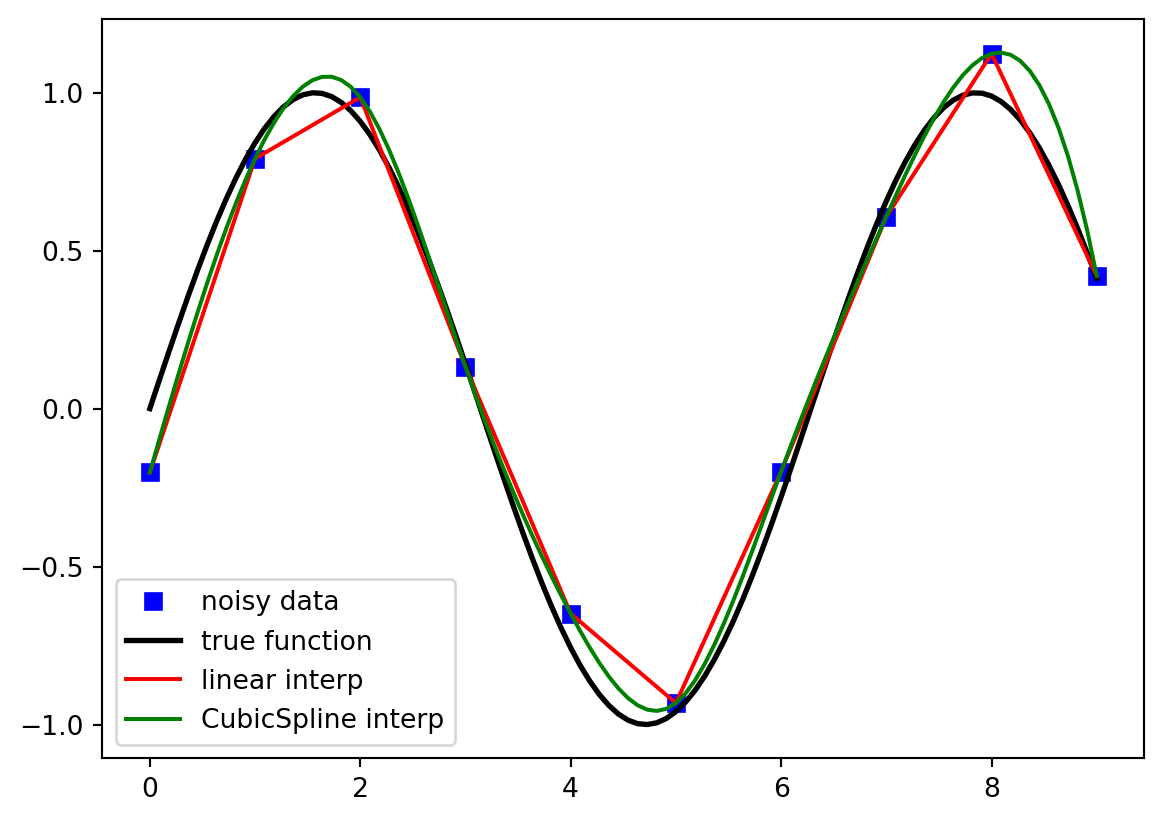 1.0
0.5
0.0
−0.5
−1.0
noisy data
true function
linear interp
CubicSpline interp
0 2 4 6 8